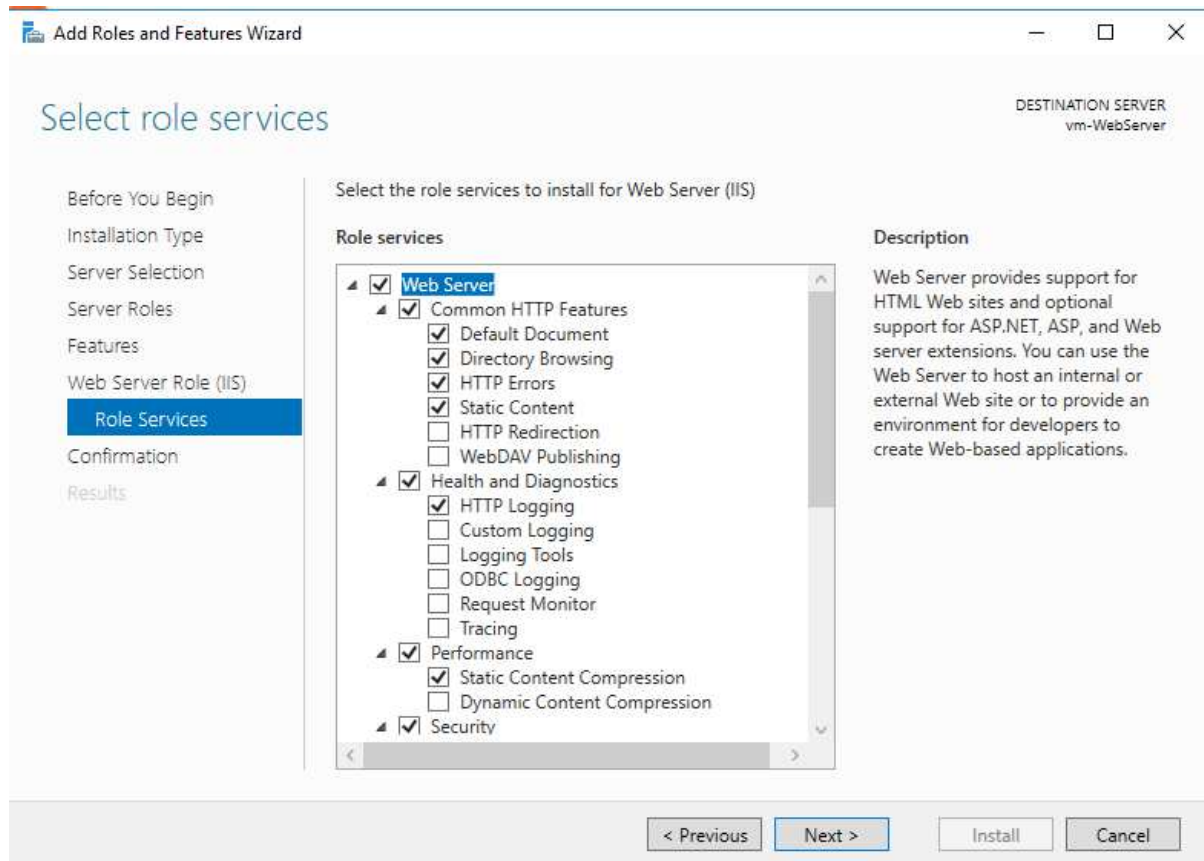 Add Roles and Features Wizard
Select role services
DESTINATION SERVER
vm-WebServer
Before You Begin
Installation Type
Server Selection
Server Roles
Features
Web Server Role (IIS)
Role Services
Confirmation
Results
Select the role services to install for Web Server (IIS)
Role services
Web Server
Common HTTP Features
Default Document
Directory Browsing
HTTP Errors
Static Content
HTTP Redirection
WebDAV Publishing
Health and Diagnostics
HTTP Logging
Custom Logging
Logging Tools
ODBC Logging
Request Monitor
Tracing
Performance
Static Content Compression
Dynamic Content Compression
Security
Description
Web Server provides support for
HTML Web sites and optional
support for ASP.NET, ASP, and Web
server extensions. You can use the
Web Server to host an internal or
external Web site or to provide an
environment for developers to
create Web-based applications.
< Previous
Next >
Install
Cancel